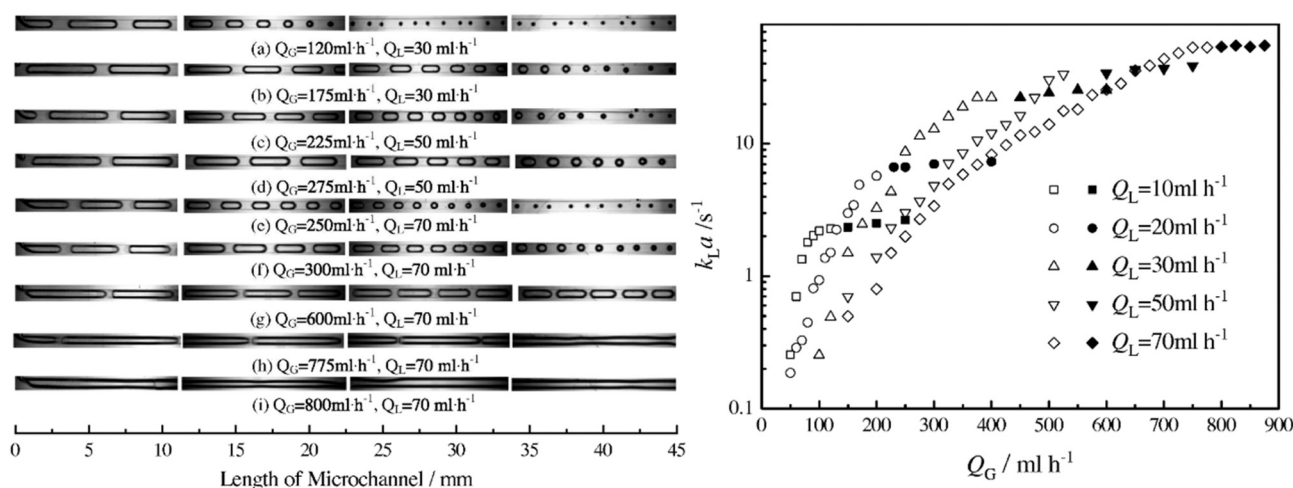 (a) Q_G=120ml·h⁻¹, Q_L=30 ml·h⁻¹
(b) Q_G=175ml·h⁻¹, Q_L=30 ml·h⁻¹
(c) Q_G=225ml·h⁻¹, Q_L=50 ml·h⁻¹
(d) Q_G=275ml·h⁻¹, Q_L=50 ml·h⁻¹
(e) Q_G=250ml·h⁻¹, Q_L=70 ml·h⁻¹
(f) Q_G=300ml·h⁻¹, Q_L=70 ml·h⁻¹
(g) Q_G=600ml·h⁻¹, Q_L=70 ml·h⁻¹
(h) Q_G=775ml·h⁻¹, Q_L=70 ml·h⁻¹
(i) Q_G=800ml·h⁻¹, Q_L=70 ml·h⁻¹
0 5 10 15 20 25 30 35 40 45
Length of Microchannel / mm
k_L a /s⁻¹
10
1
0.1
Q_L=10ml h⁻¹
Q_L=20ml h⁻¹
Q_L=30ml h⁻¹
Q_L=50ml h⁻¹
Q_L=70ml h⁻¹
0 100 200 300 400 500 600 700 800 900
Q_G / ml h⁻¹